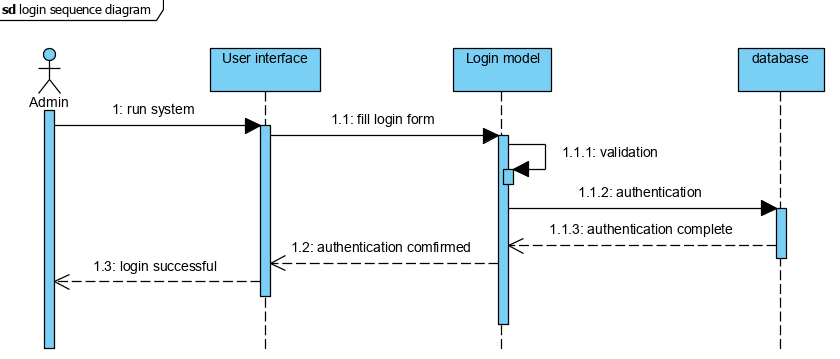 sd login sequence diagram
User interface
Login model
database
Admin
1: run system
1.1: fill login form
1.1.1: validation
1.1.2: authentication
1.1.3: authentication complete
1.2: authentication comfirmed
1.3: login successful